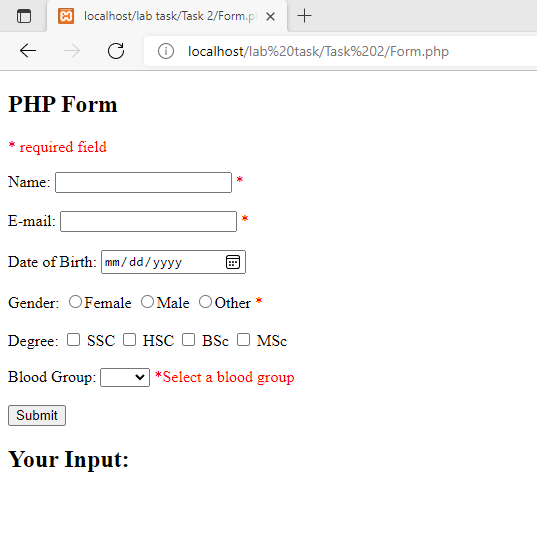 localhost/lab task/Task 2/Form.p
localhost/lab%20task/Task%202/Form.php
PHP Form
* required field
Name: *
E-mail: *
Date of Birth: mm/dd/yyyy
Gender: Female Male Other *
Degree: SSC HSC BSc MSc
Blood Group: *Select a blood group
Submit
Your Input: